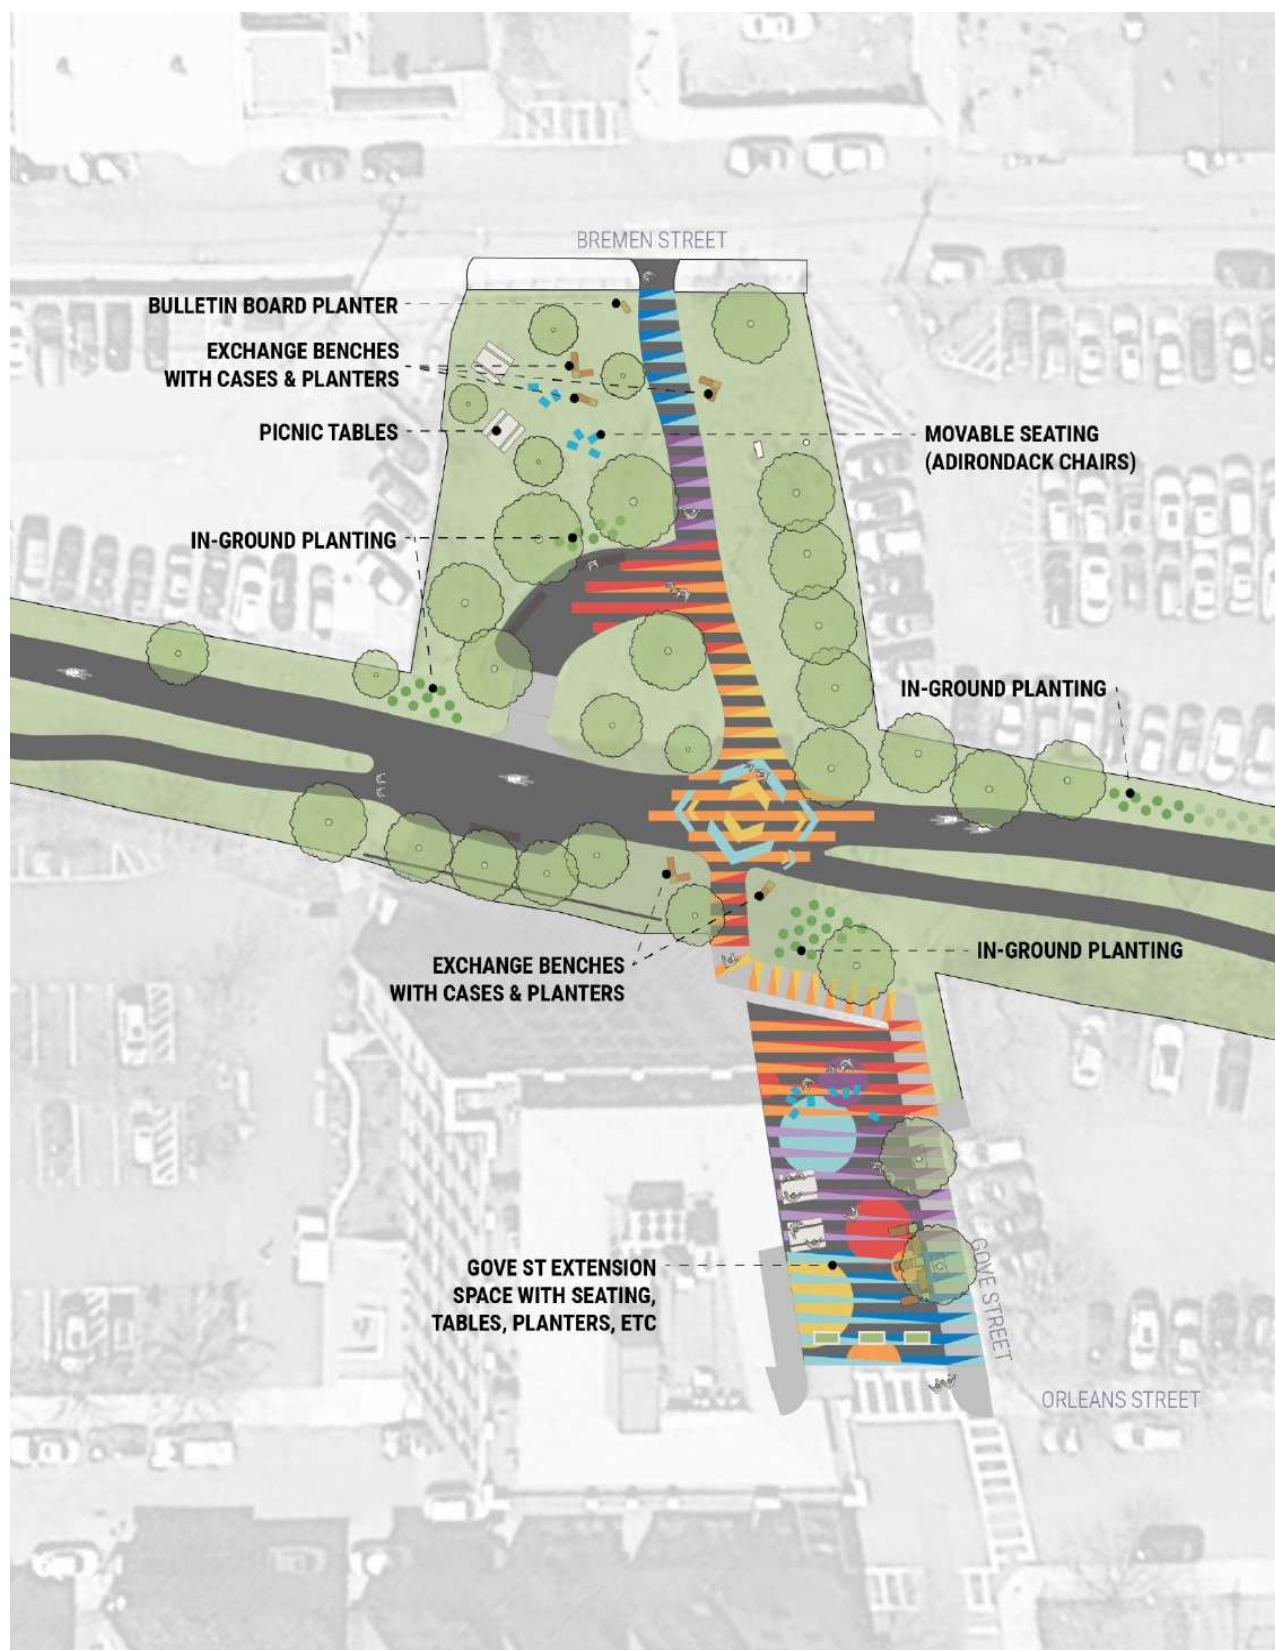 BREMEN STREET
BULLETIN BOARD PLANTER
EXCHANGE BENCHES
WITH CASES & PLANTERS
PICNIC TABLES
MOVABLE SEATING
(ADIRONDACK CHAIRS)
IN-GROUND PLANTING
IN-GROUND PLANTING
IN-GROUND PLANTING
EXCHANGE BENCHES
WITH CASES & PLANTERS
GOVE ST EXTENSION
SPACE WITH SEATING,
TABLES, PLANTERS, ETC
GOVE STREET
ORLEANS STREET